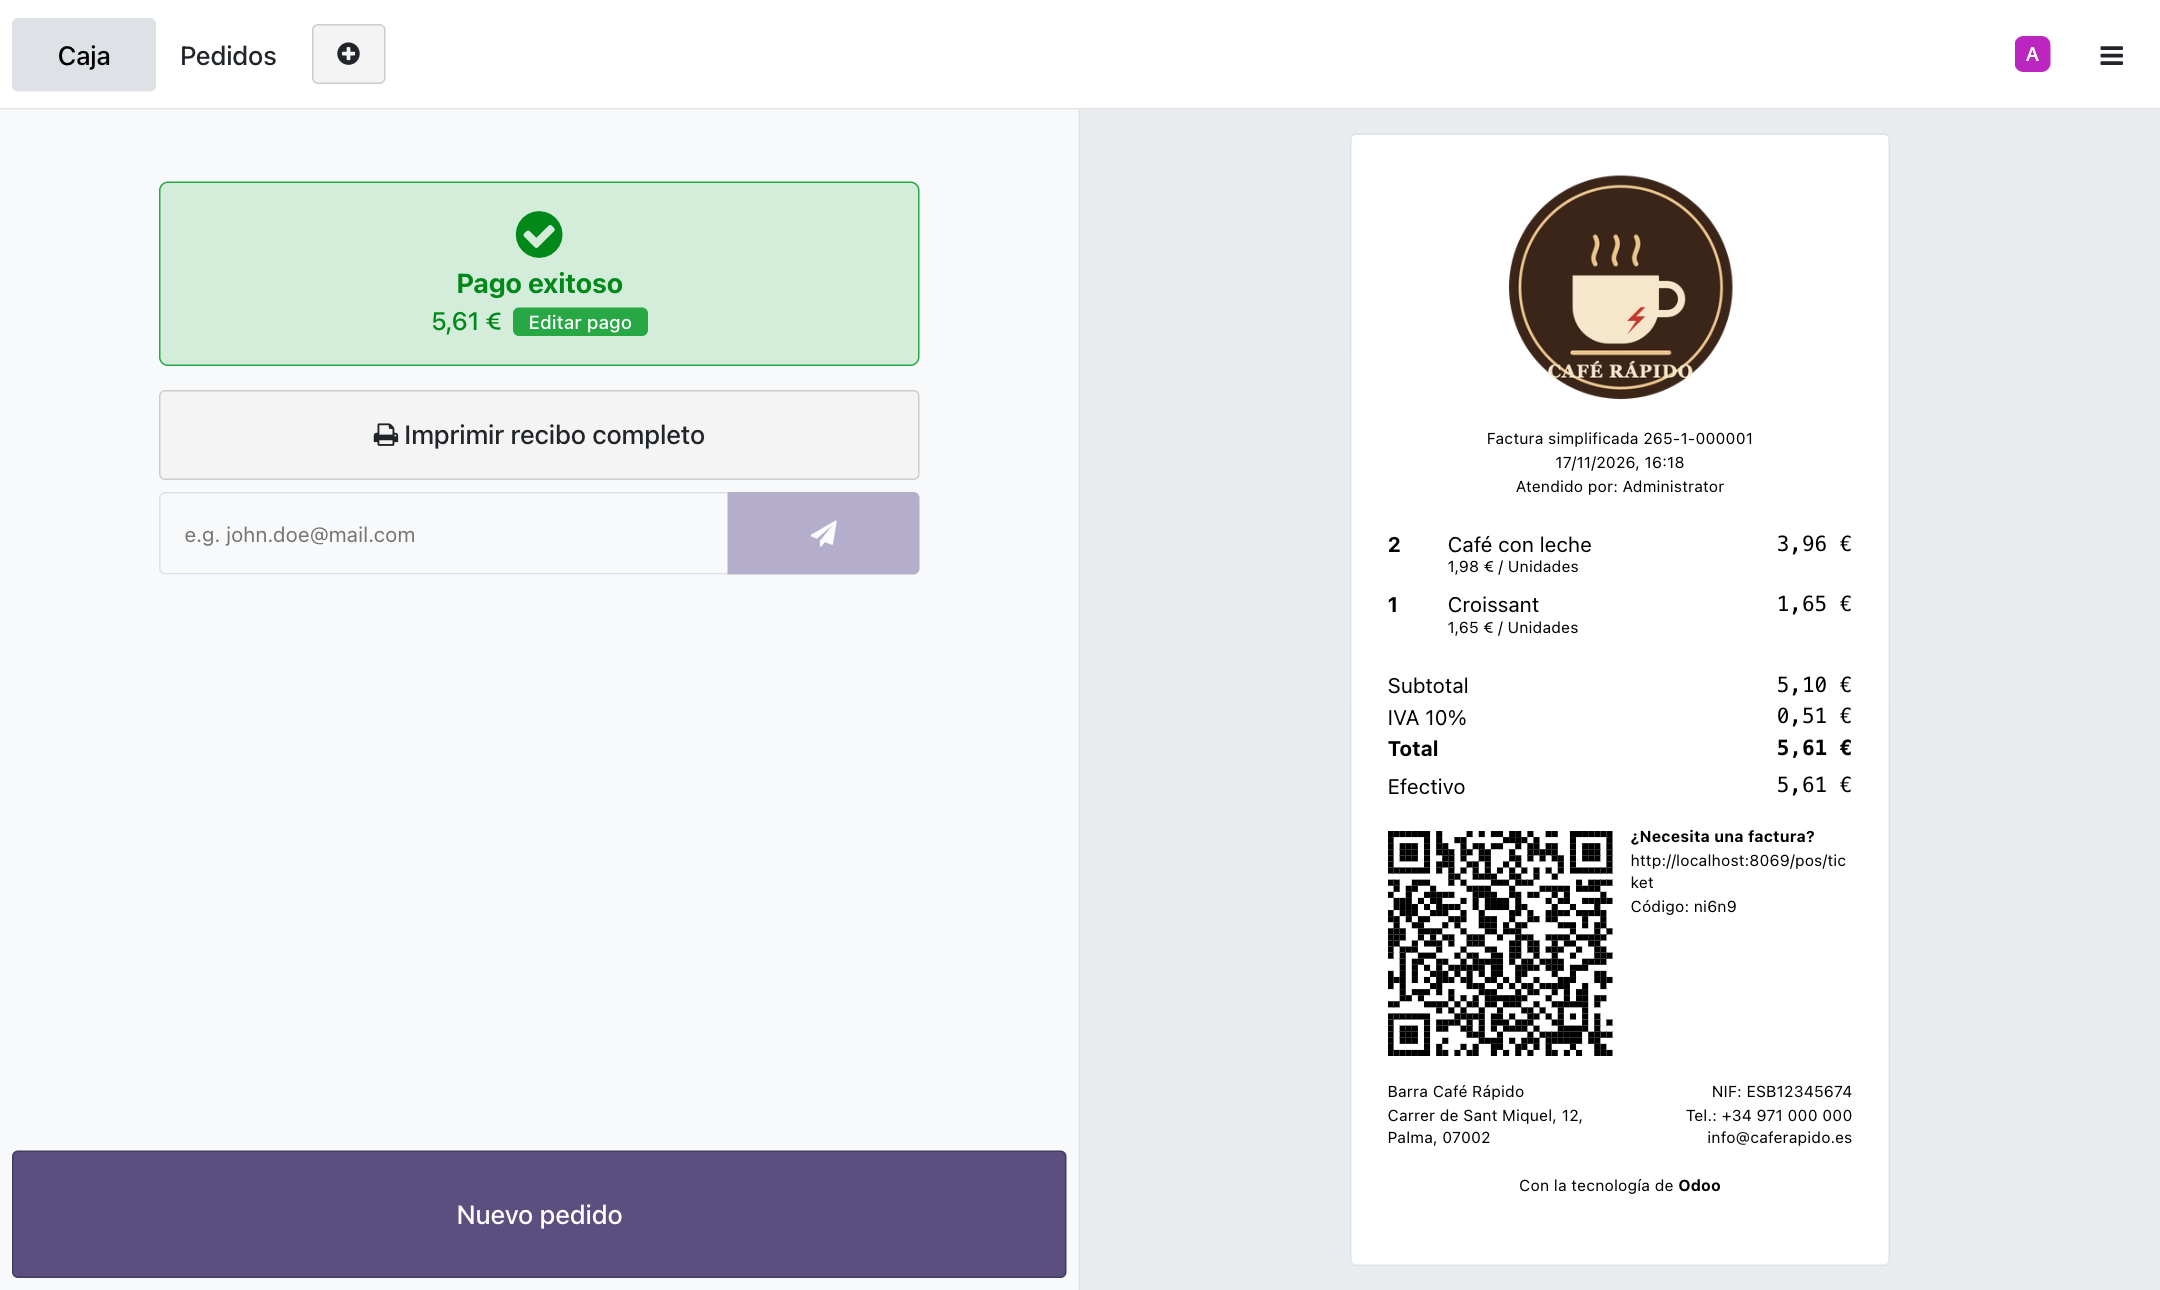 Caja
Pedidos
A
Pago exitoso
5,61 € Editar pago
Imprimir recibo completo
e.g. john.doe@mail.com
Nuevo pedido
CAFÉ RÁPIDO
Factura simplificada 265-1-000001
17/11/2026, 16:18
Atendido por: Administrator
2 Café con leche 3,96 €
1,98 € / Unidades
1 Croissant 1,65 €
1,65 € / Unidades
Subtotal 5,10 €
IVA 10% 0,51 €
Total 5,61 €
Efectivo 5,61 €
¿Necesita una factura?
http://localhost:8069/pos/tic
ket
Código: ni6n9
Barra Café Rápido NIF: ESB12345674
Carrer de Sant Miquel, 12, Tel.: +34 971 000 000
Palma, 07002 info@caferapido.es
Con la tecnología de Odoo